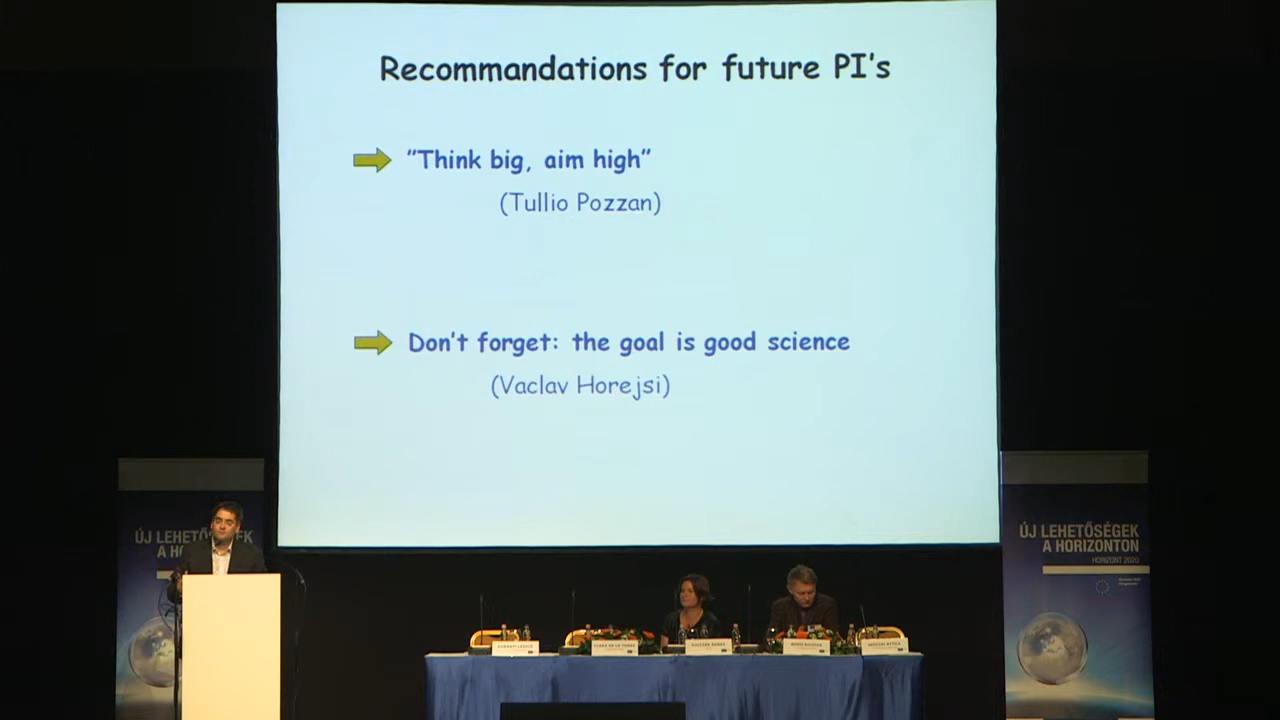 Recommandations for future PI's
"Think big, aim high"
(Tullio Pozzan)
Don't forget: the goal is good science
(Vaclav Horejsi)
ÚJ LEHETŐSÉGEK
A HORIZONTON
HORIZONT 2020